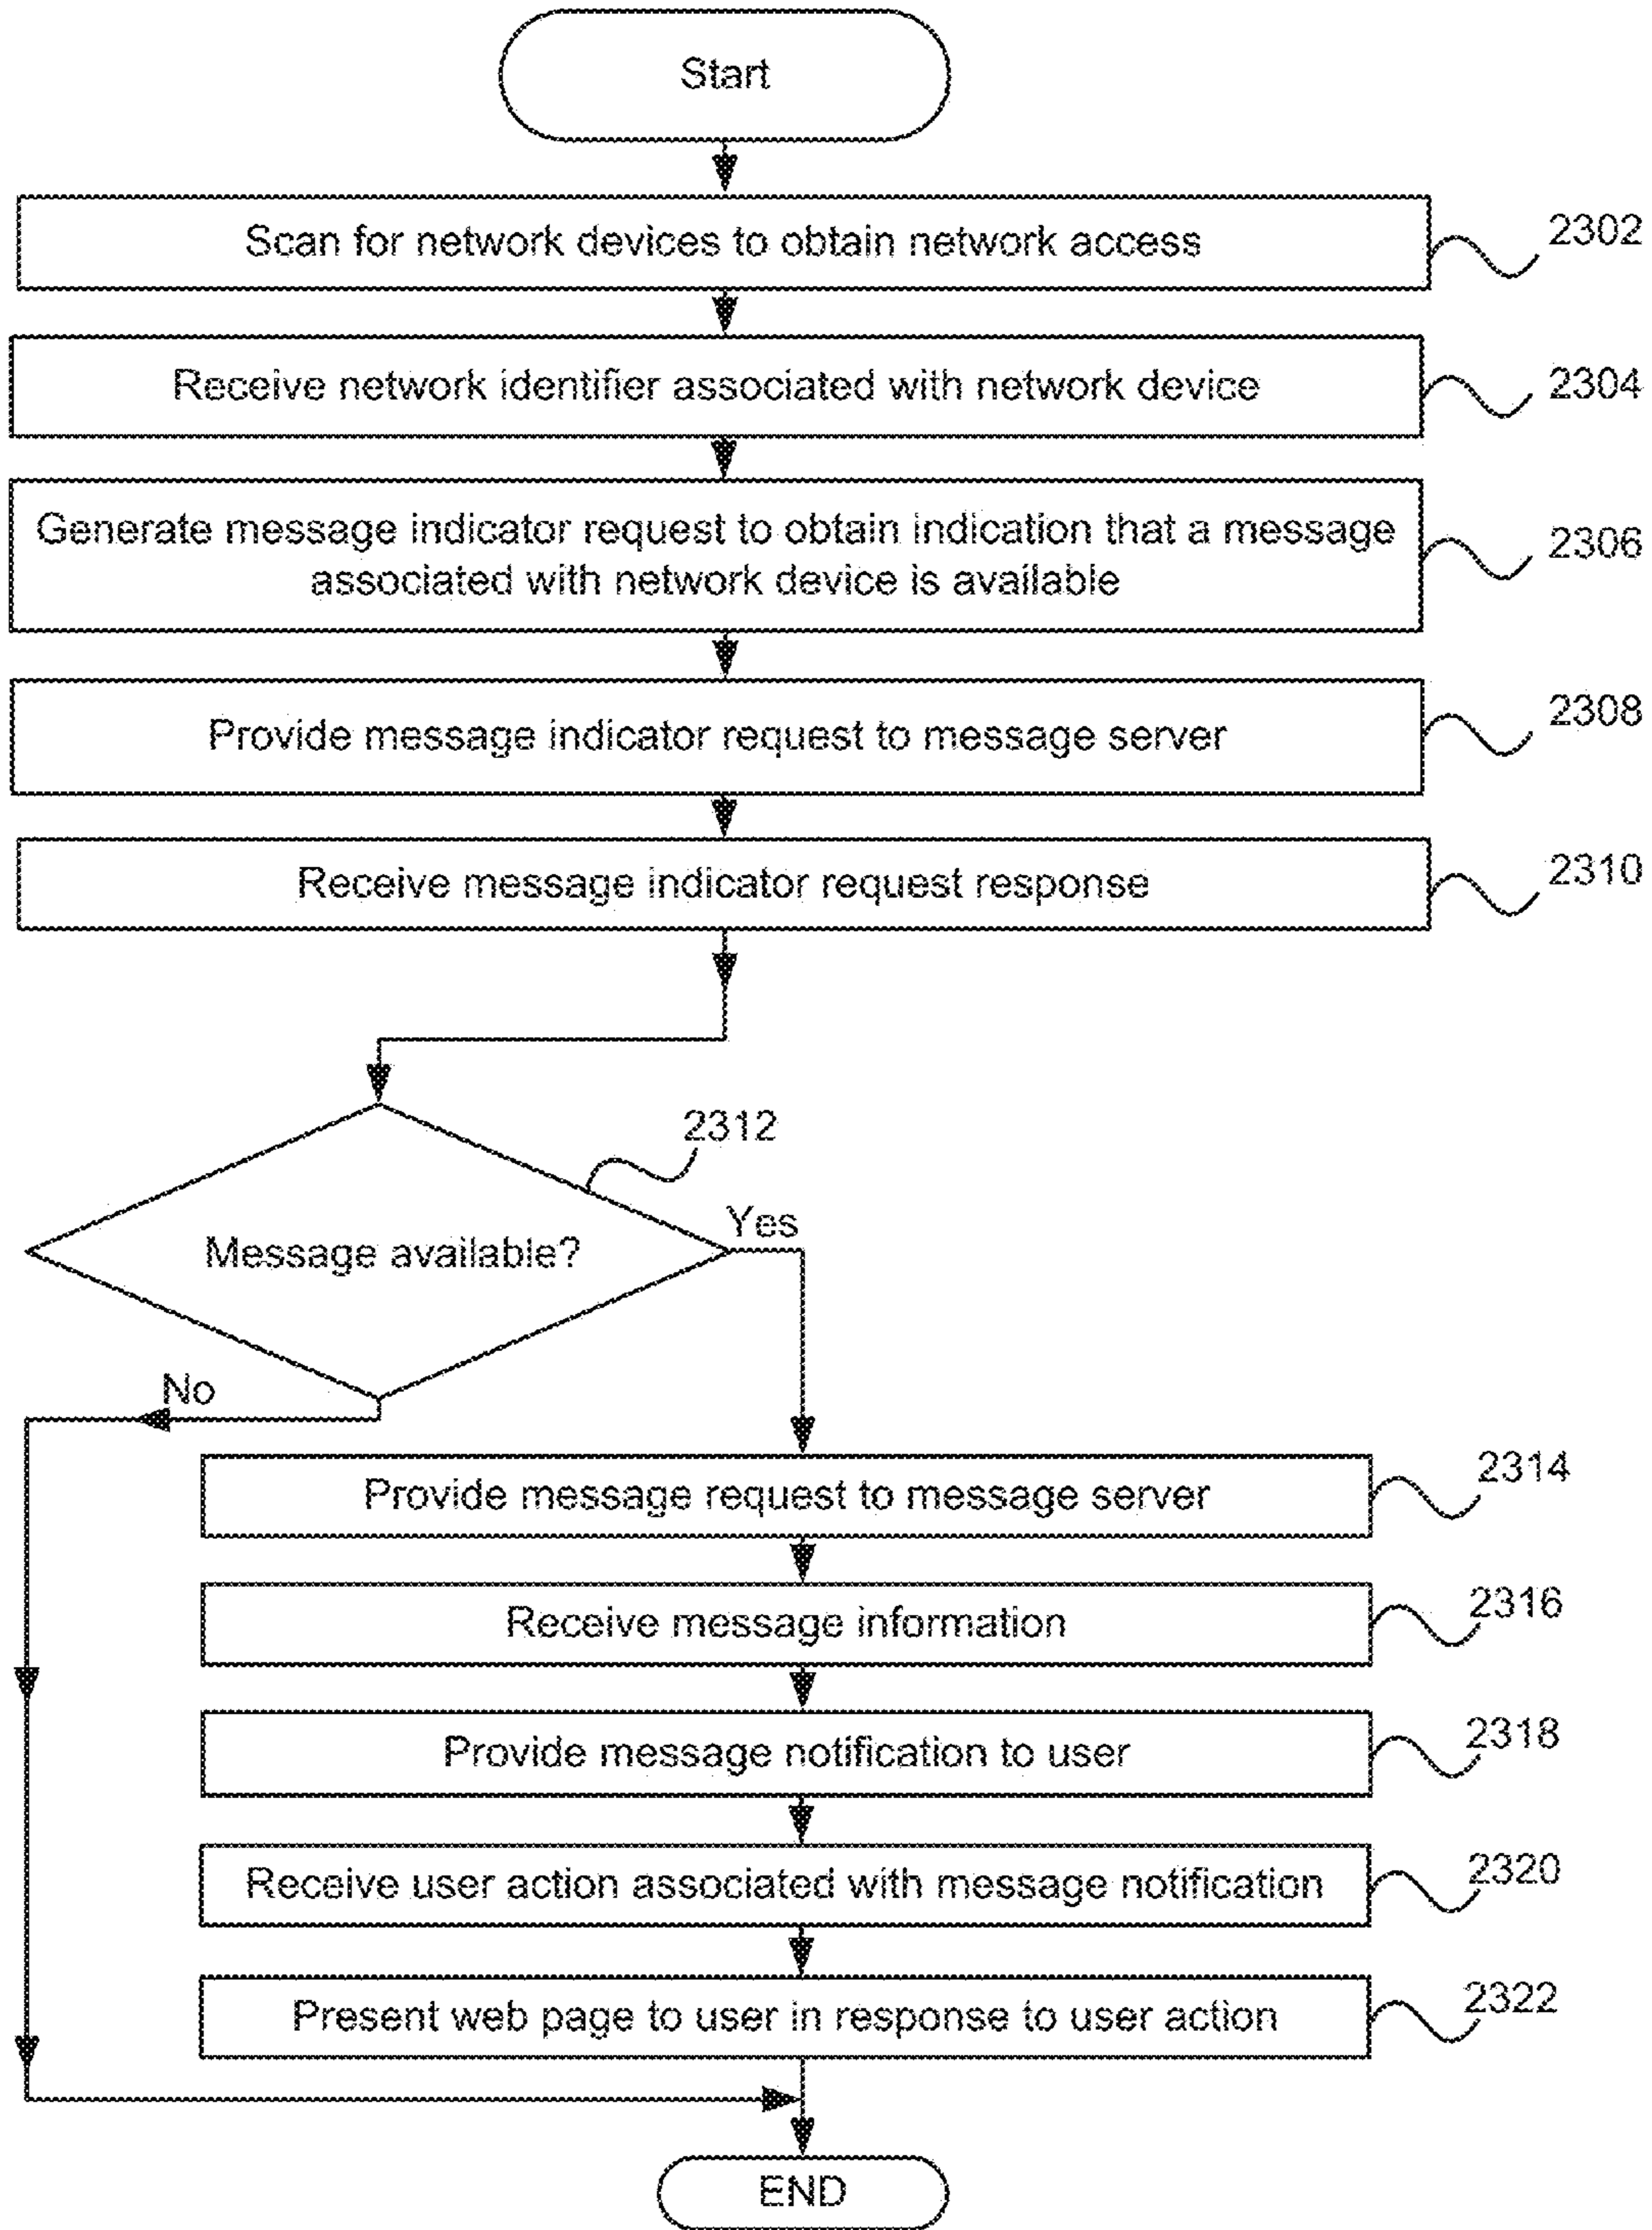 Start
Scan for network devices to obtain network access
2302
Receive network identifier associated with network device
2304
Generate message indicator request to obtain indication that a message
associated with network device is available
2306
Provide message indicator request to message server
2308
Receive message indicator request response
2310
2312
Message available?
Yes
No
Provide message request to message server
2314
Receive message information
2316
Provide message notification to user
2318
Receive user action associated with message notification
2320
Present web page to user in response to user action
2322
END